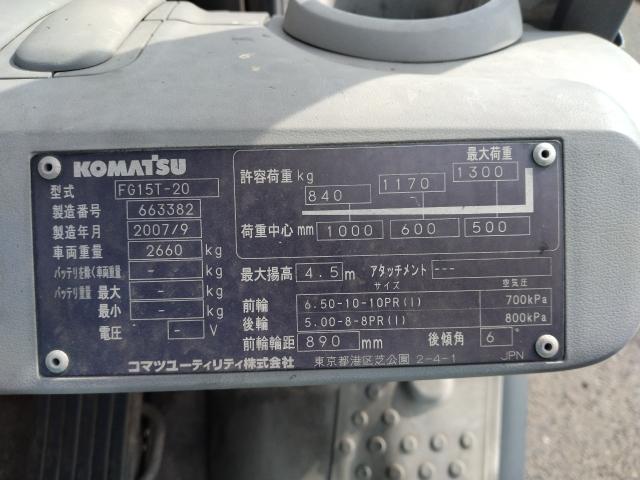 KOMATSU
型式 FG15T-20
製造番号 663382
製造年月 2007/9
車両重量 2660 kg
バッテリを除く車両重量 - kg
バッテリ重量 最大 - kg
最小 - kg
電圧 - V
最大荷重
許容荷重 kg 840 1170 1300
荷重中心 mm 1000 600 500
最大揚高 4.5 m アタッチメント ---
サイズ 空気圧
前輪 6.50-10-10PR(I) 700kPa
後輪 5.00-8-8PR(I) 800kPa
前輪輪距 890 mm 後傾角 6°
コマツユーティリティ株式会社 東京都港区芝公園 2-4-1 JPN